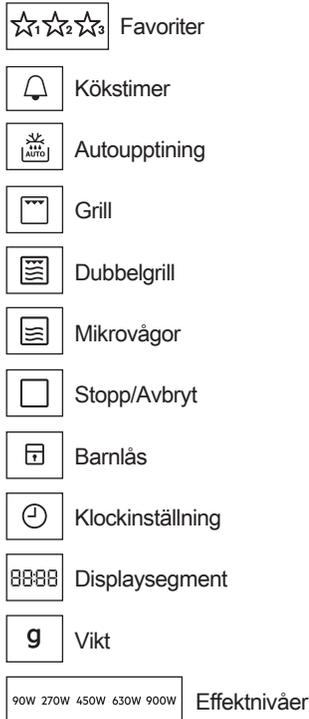 1 2 3 Favoriter
Kökstimer
AUTO Autoupptining
Grill
Dubbelgrill
Mikrovågor
Stopp/Avbryt
Barnlås
Klockinställning
88:88 Displaysegment
g Vikt
90W 270W 450W 630W 900W Effektnivåer